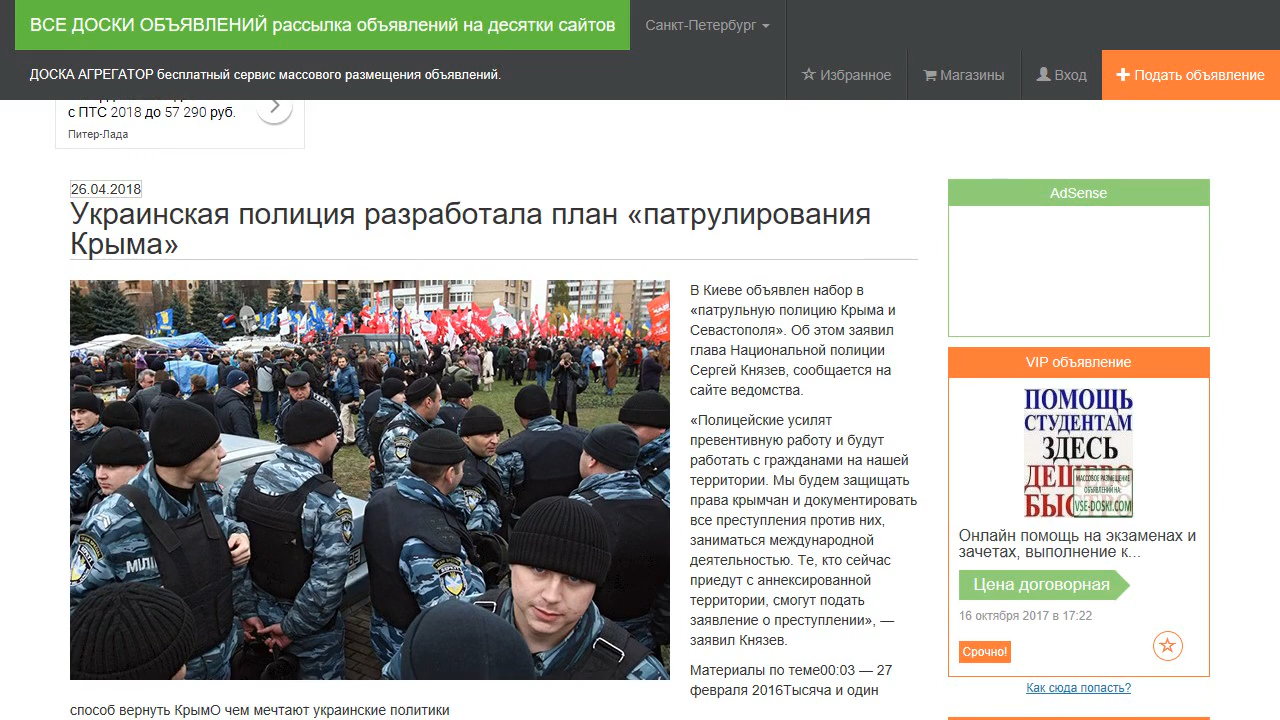 ВСЕ ДОСКИ ОБЪЯВЛЕНИЙ рассылка объявлений на десятки сайтов
Санкт-Петербург
ДОСКА АГРЕГАТОР бесплатный сервис массового размещения объявлений.
Избранное
Магазины
Вход
Подать объявление
с ПТС 2018 до 57 290 руб.
Питер-Лада
26.04.2018
Украинская полиция разработала план «патрулирования
Крыма»
В Киеве объявлен набор в
«патрульную полицию Крыма и
Севастополя». Об этом заявил
глава Национальной полиции
Сергей Князев, сообщается на
сайте ведомства.
«Полицейские усилят
превентивную работу и будут
работать с гражданами на нашей
территории. Мы будем защищать
права крымчан и документировать
все преступления против них,
заниматься международной
деятельностью. Те, кто сейчас
приедут с аннексированной
территории, смогут подать
заявление о преступлении», —
заявил Князев.
Материалы по теме00:03 — 27
февраля 2016Тысяча и один
способ вернуть КрымО чем мечтают украинские политики
AdSense
VIP объявление
ПОМОЩЬ
СТУДЕНТАМ
ЗДЕСЬ
ДЕШЕВО
БЫСТРО
МАССОВОЕ РАЗМЕЩЕНИЕ
ОБЪЯВЛЕНИЙ НА:
VSE-DOSKI.COM
Онлайн помощь на экзаменах и
зачетах, выполнение к...
Цена договорная
16 октября 2017 в 17:22
Срочно!
Как сюда попасть?